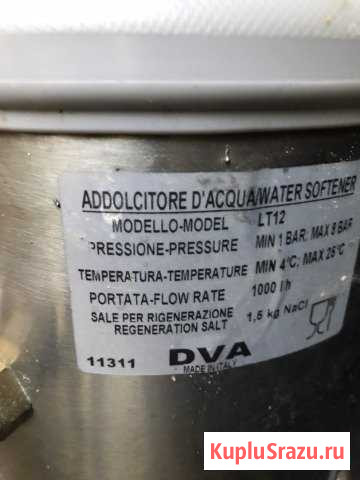 ADDOLCITORE D'ACQUA/WATER SOFTENER
MODELLO-MODEL LT12
PRESSIONE-PRESSURE MIN 1 BAR; MAX 8 BAR
TEMPERATURA-TEMPERATURE MIN 4°C; MAX 25°C
PORTATA-FLOW RATE 1000 lh
SALE PER RIGENERAZIONE
REGENERATION SALT 1,5 kg NaCl
11311 DVA
MADE IN ITALY
KupluSrazu.ru